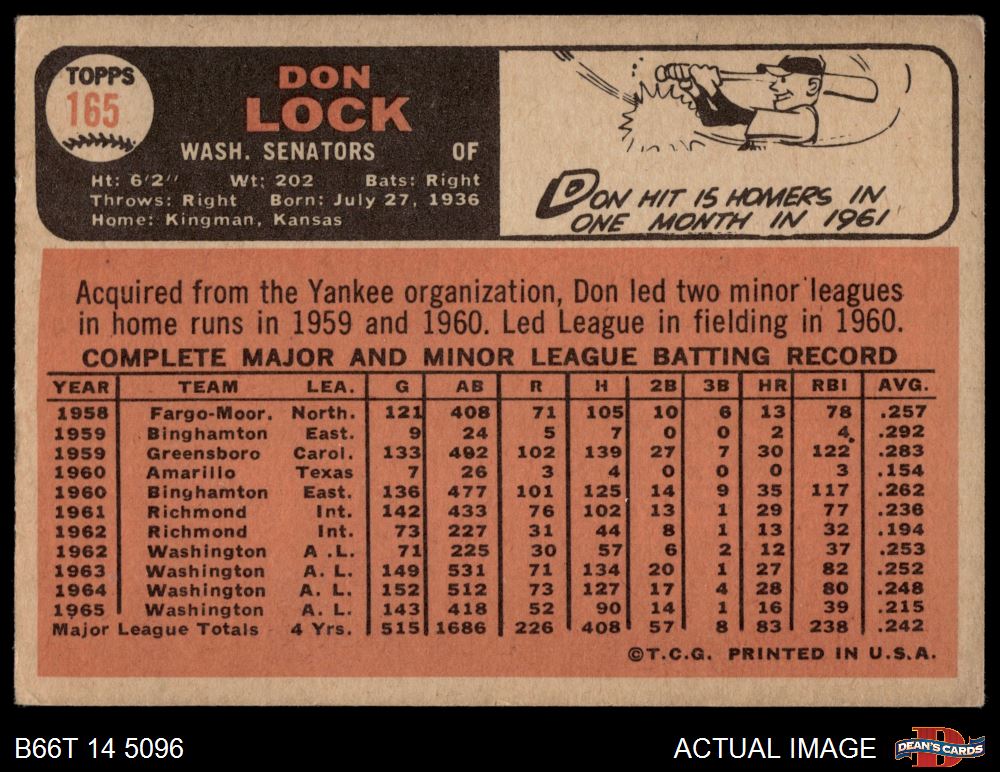 TOPPS
165
DON
LOCK
WASH. SENATORS OF
Ht: 6'2" Wt: 202 Bats: Right
Throws: Right Born: July 27, 1936
Home: Kingman, Kansas
DON HIT 15 HOMERS IN
ONE MONTH IN 1961
Acquired from the Yankee organization, Don led two minor leagues
in home runs in 1959 and 1960. Led League in fielding in 1960.
COMPLETE MAJOR AND MINOR LEAGUE BATTING RECORD
YEAR TEAM LEA. G AB R H 2B 3B HR RBI AVG.
1958 Fargo-Moor. North. 121 408 71 105 10 6 13 78 .257
1959 Binghamton East. 9 24 5 7 0 0 2 4 .292
1959 Greensboro Carol. 133 492 102 139 27 7 30 122 .283
1960 Amarillo Texas 7 26 3 4 0 0 0 3 .154
1960 Binghamton East. 136 477 101 125 14 9 35 117 .262
1961 Richmond Int. 142 433 76 102 13 1 29 77 .236
1962 Richmond Int. 73 227 31 44 8 1 13 32 .194
1962 Washington A.L. 71 225 30 57 6 2 12 37 .253
1963 Washington A. L. 149 531 71 134 20 1 27 82 .252
1964 Washington A. L. 152 512 73 127 17 4 28 80 .248
1965 Washington A. L. 143 418 52 90 14 1 16 39 .215
Major League Totals 4 Yrs. 515 1686 226 408 57 8 83 238 .242
©T.C.G. PRINTED IN U.S.A.
B66T 14 5096 ACTUAL IMAGE
D
DEAN'S CARDS